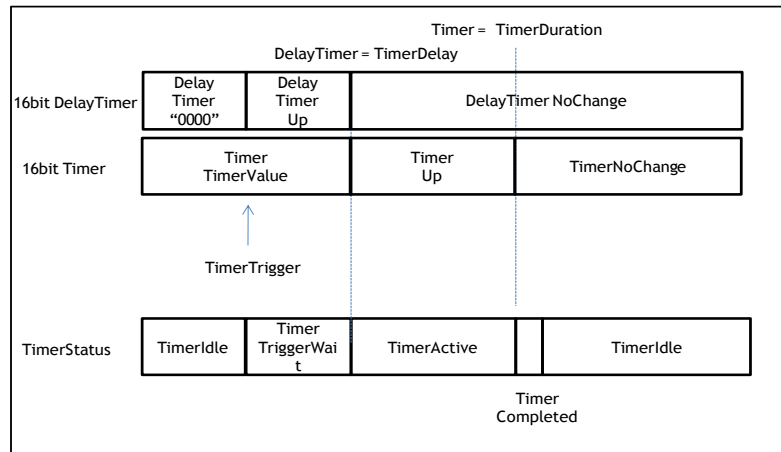 Timer = TimerDuration
DelayTimer = TimerDelay
16bit DelayTimer
Delay
Timer
“0000”
Delay
Timer
Up
DelayTimer NoChange
16bit Timer
Timer
TimerValue
Timer
Up
TimerNoChange
TimerTrigger
TimerStatus
TimerIdle
Timer
TriggerWai
t
TimerActive
TimerIdle
Timer
Completed